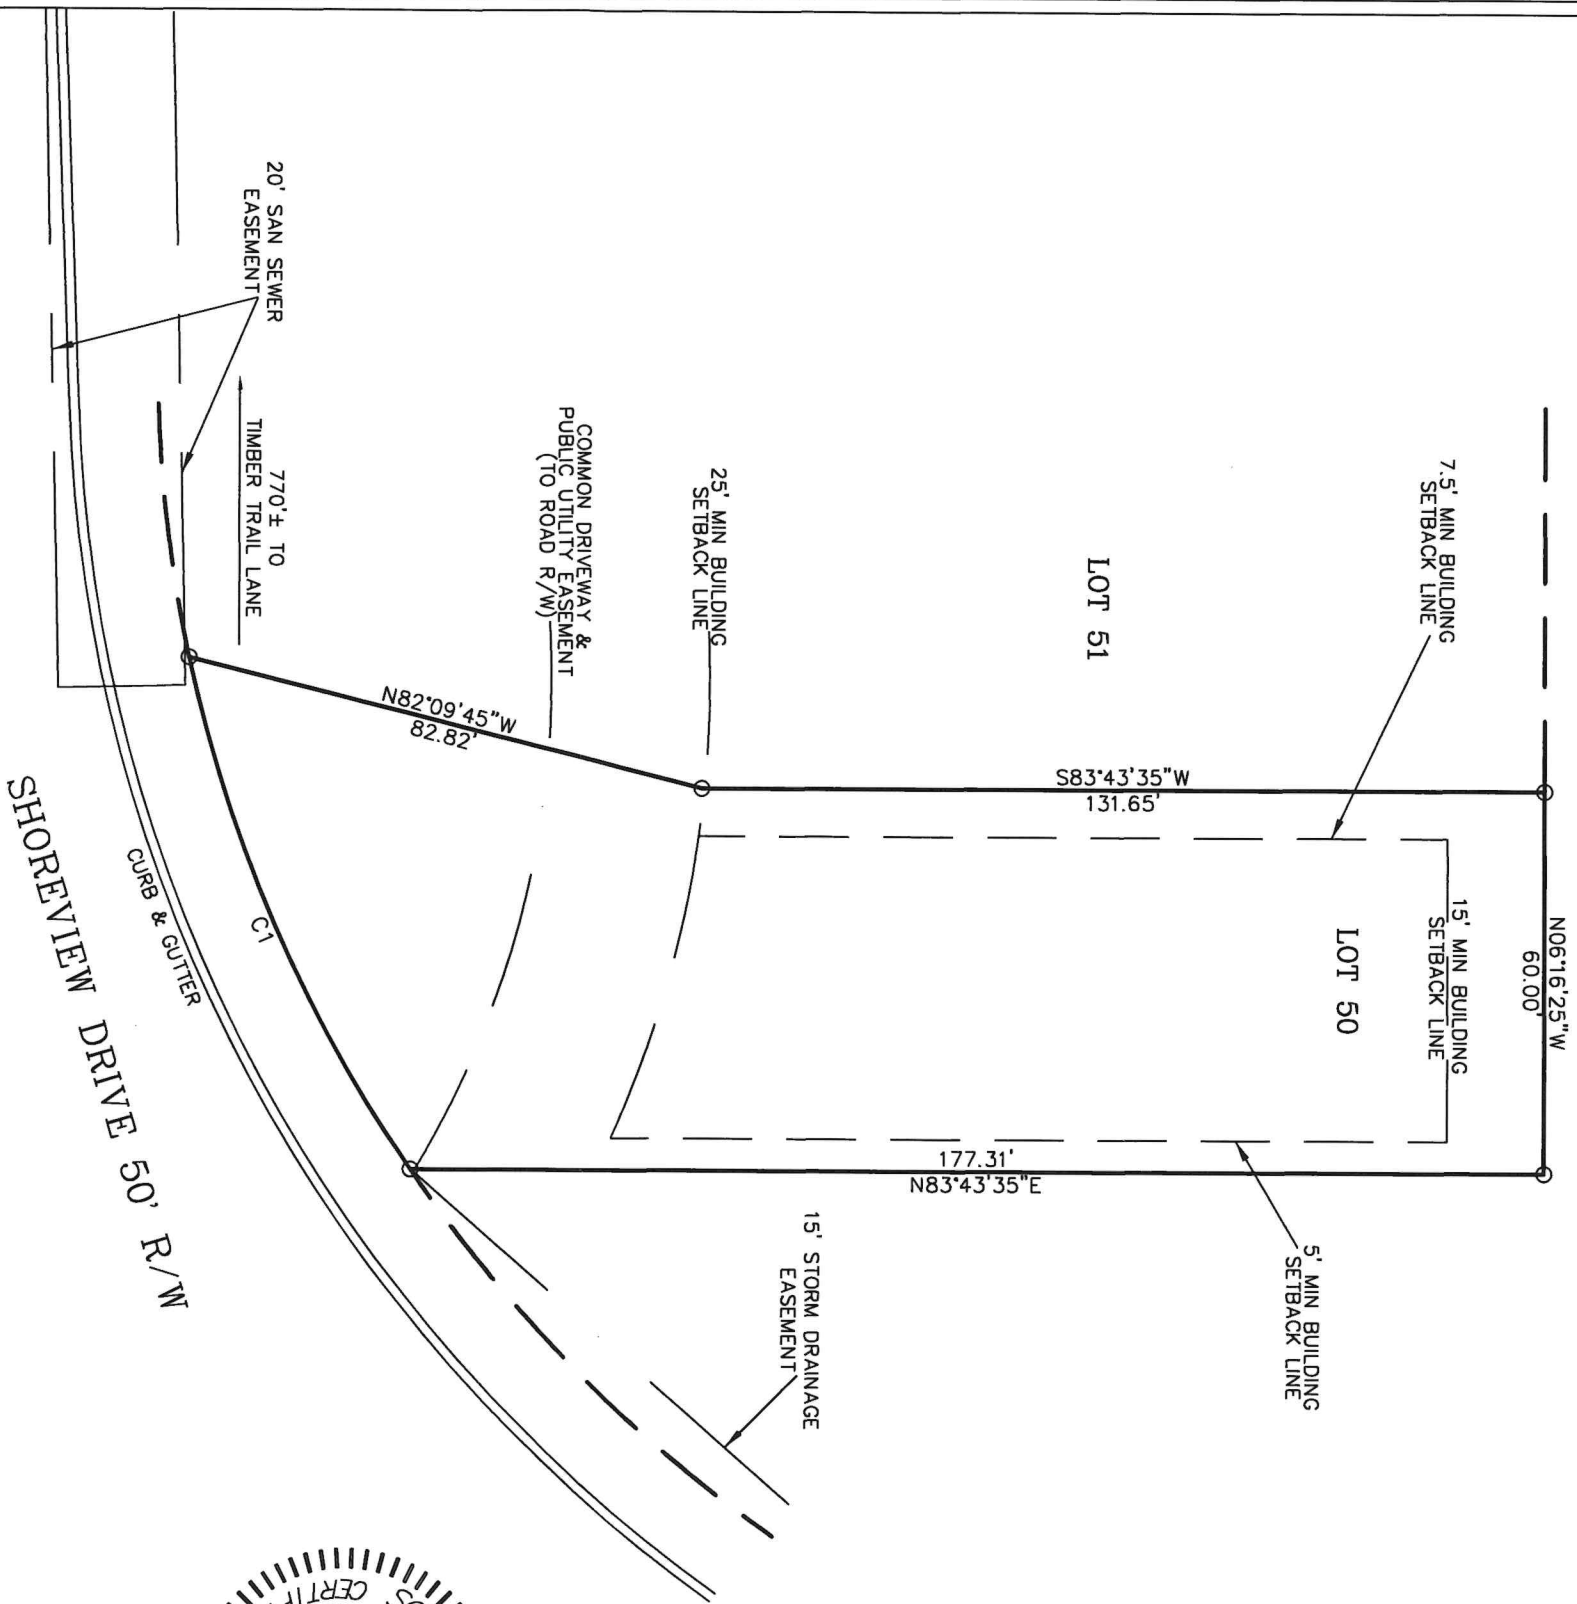 N06°16'25"W
60.00'
15' MIN BUILDING
SETBACK LINE
7.5' MIN BUILDING
SETBACK LINE
LOT 50
5' MIN BUILDING
SETBACK LINE
LOT 51
S83°43'35"W
131.65'
177.31'
N83°43'35"E
25' MIN BUILDING
SETBACK LINE
15' STORM DRAINAGE
EASEMENT
COMMON DRIVEWAY &
PUBLIC UTILITY EASEMENT
(TO ROAD R/W)
N82°09'45"W
82.82'
20' SAN SEWER
EASEMENT
770'± TO
TIMBER TRAIL LANE
C1
CURB & GUTTER
SHOREVIEW DRIVE 50' R/W